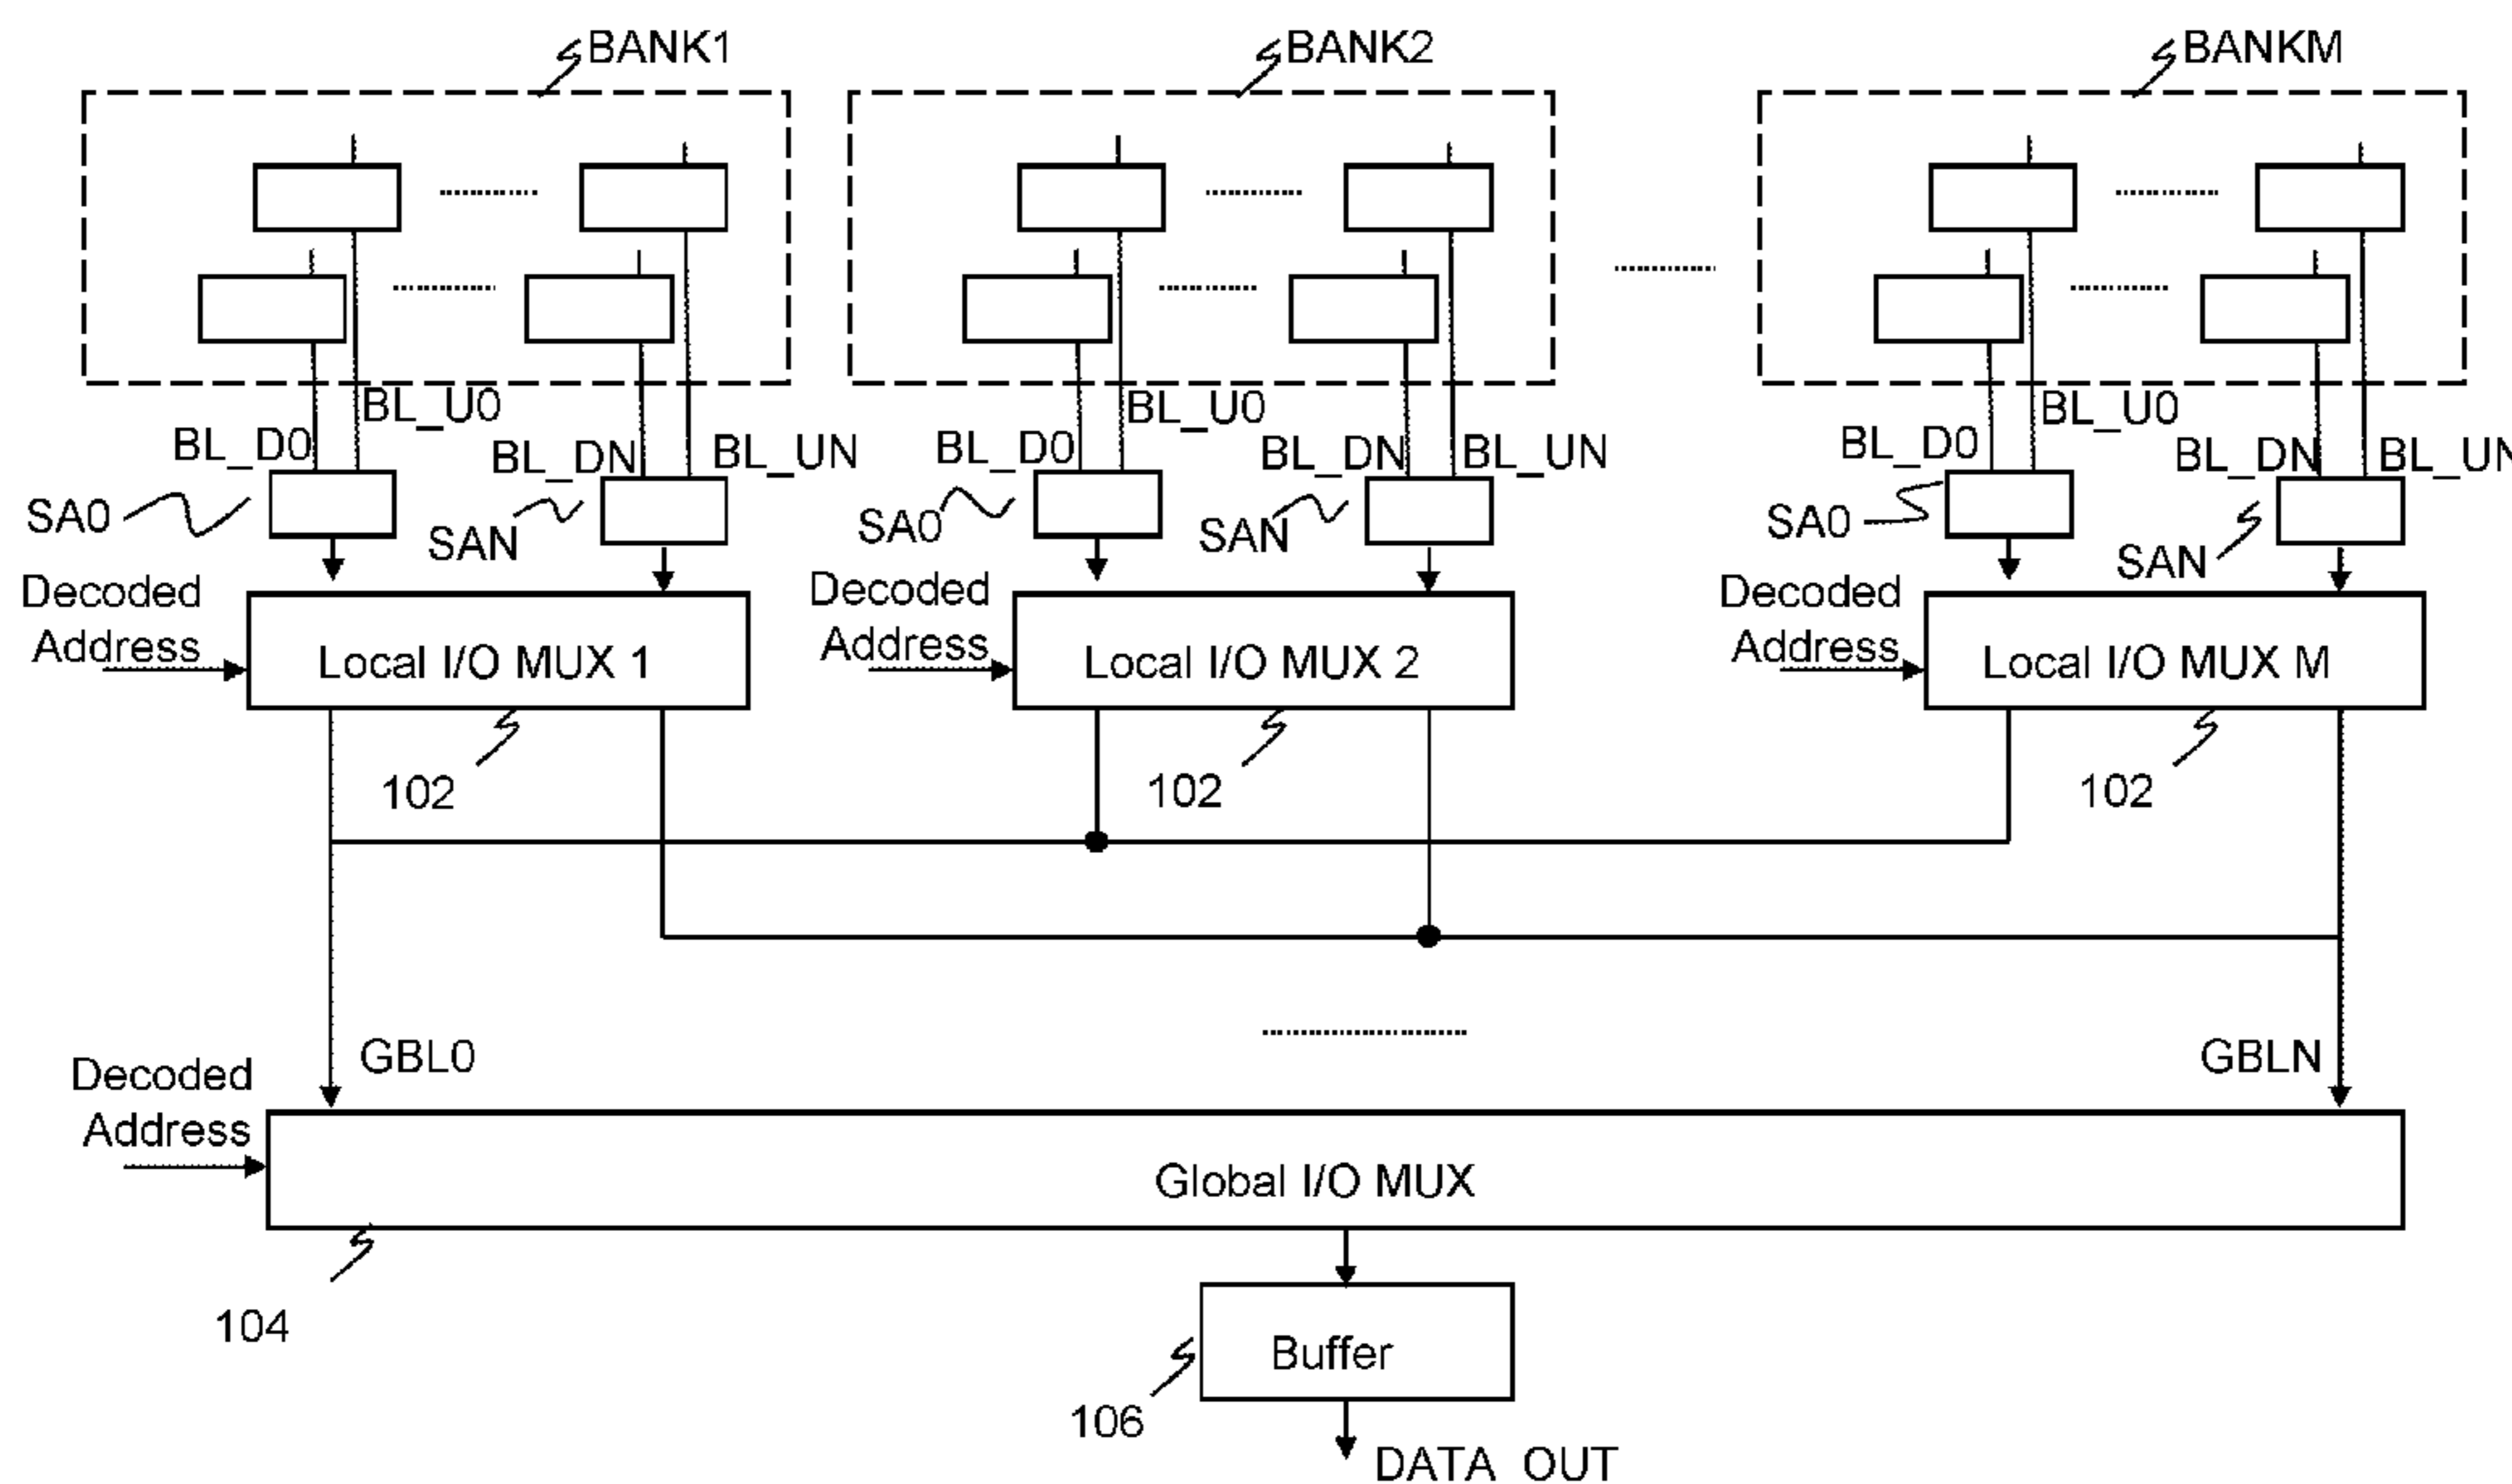 BANK1
BANK2
BANKM
BL_U0
BL_D0
BL_DN
BL_UN
BL_U0
BL_D0
BL_DN
BL_UN
BL_U0
BL_D0
BL_DN
BL_UN
SA0
SAN
SA0
SAN
SA0
SAN
Decoded
Address
Local I/O MUX 1
Decoded
Address
Local I/O MUX 2
Decoded
Address
Local I/O MUX M
102
102
102
GBL0
GBLN
Decoded
Address
Global I/O MUX
104
Buffer
106
DATA_OUT